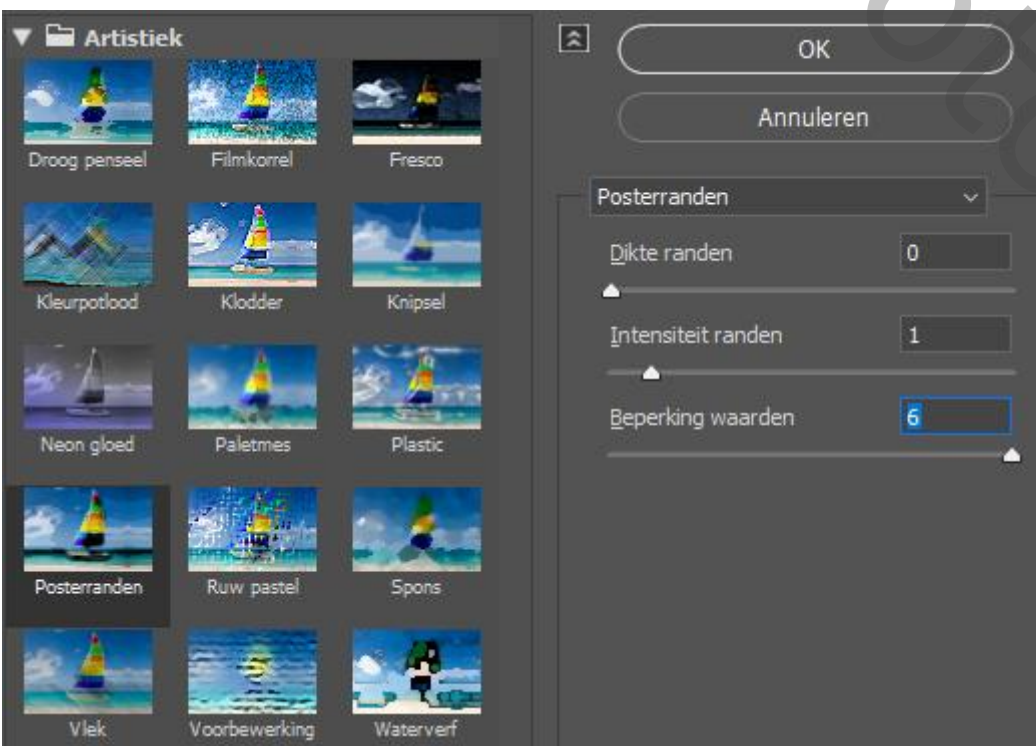 Artistiek
Droog penseel
Filmkorrel
Fresco
Kleurpotlood
Klodder
Knipsel
Neon gloed
Paletmes
Plastic
Posterranden
Ruw pastel
Spons
Vlek
Voorbewerking
Waterverf
OK
Annuleren
Posterranden
Dikte randen 0
Intensiteit randen 1
Beperking waarden 6